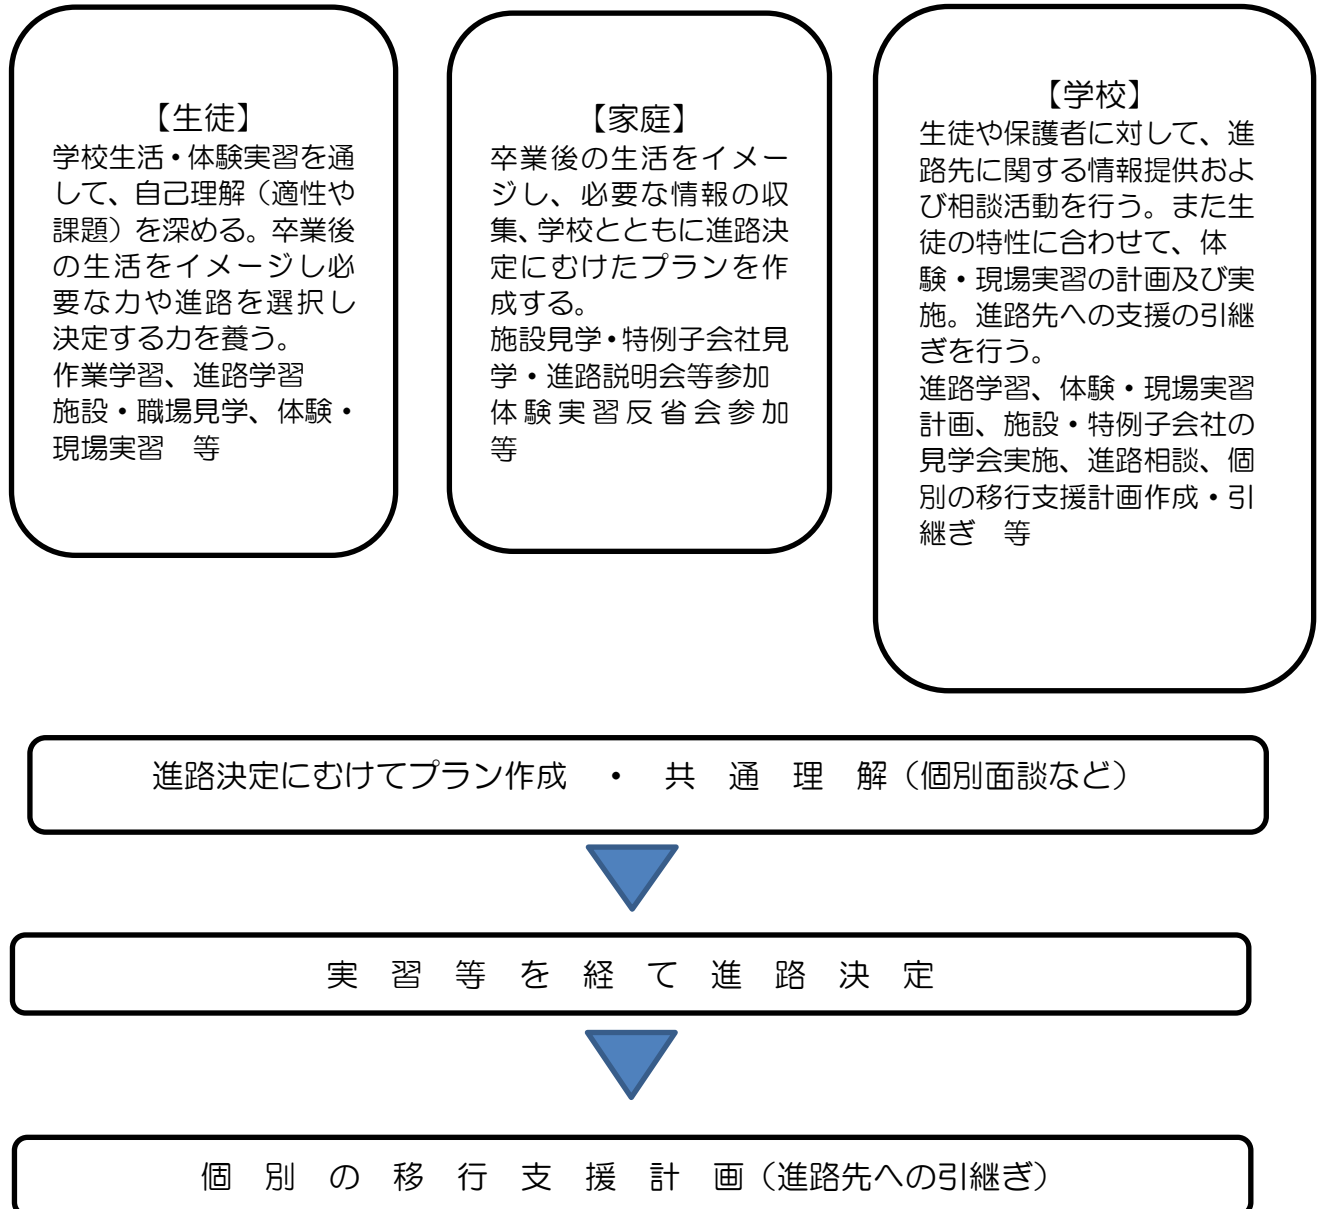 【生徒】
学校生活・体験実習を通
して、自己理解（適性や
課題）を深める。卒業後
の生活をイメージし必
要な力や進路を選択し
決定する力を養う。
作業学習、進路学習
施設・職場見学、体験・
現場実習　等
【家庭】
卒業後の生活をイメー
ジし、必要な情報の収
集、学校とともに進路決
定にむけたプランを作
成する。
施設見学・特例子会社見
学・進路説明会等参加
体験実習反省会参加
等
【学校】
生徒や保護者に対して、進
路先に関する情報提供およ
び相談活動を行う。また生
徒の特性に合わせて、体
験・現場実習の計画及び実
施。進路先への支援の引継
ぎを行う。
進路学習、体験・現場実習
計画、施設・特例子会社の
見学会実施、進路相談、個
別の移行支援計画作成・引
継ぎ　等
進路決定にむけてプラン作成　・　共　通　理　解（個別面談など）
実　習　等　を　経　て　進　路　決　定
個　別　の　移　行　支　援　計　画（進路先への引継ぎ）